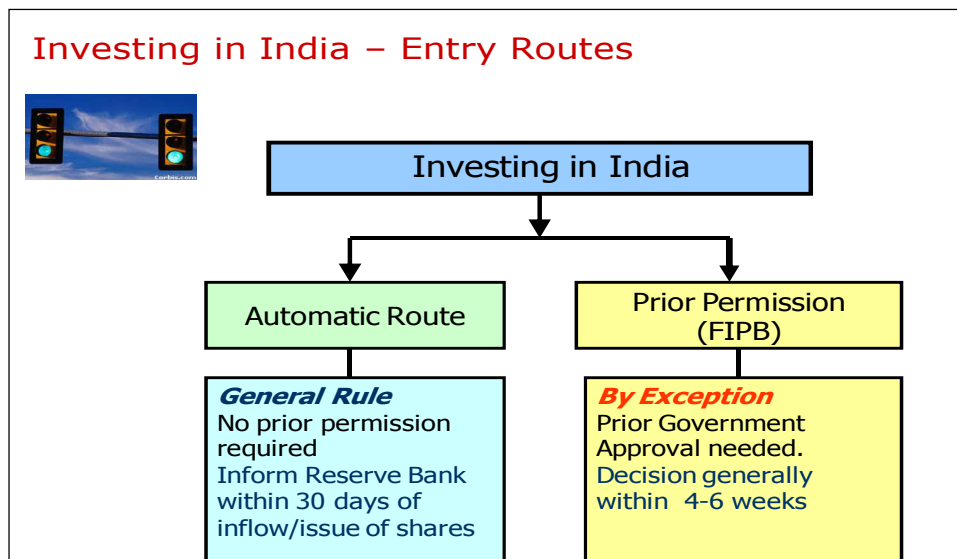 Investing in India – Entry Routes
Corbis.com
Investing in India
Automatic Route
Prior Permission
(FIPB)
General Rule
No prior permission
required
Inform Reserve Bank
within 30 days of
inflow/issue of shares
By Exception
Prior Government
Approval needed.
Decision generally
within 4-6 weeks